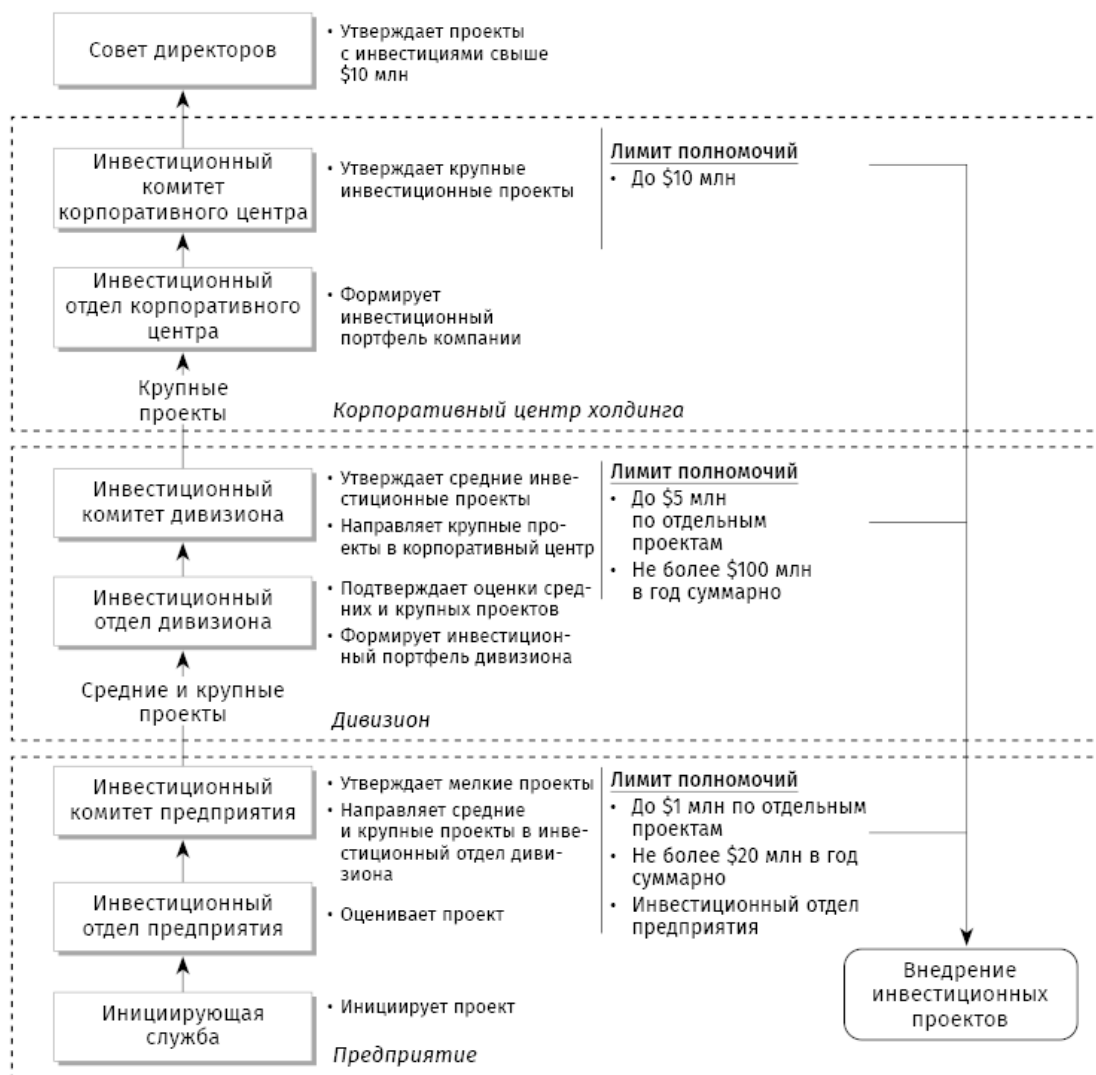 Совет директоров
• Утверждает проекты
с инвестициями свыше
$10 млн
Инвестиционный
комитет
корпоративного центра
• Утверждает крупные
инвестиционные проекты
Лимит полномочий
• До $10 млн
Инвестиционный
отдел корпоративного
центра
• Формирует
инвестиционный
портфель компании
Крупные
проекты
Корпоративный центр холдинга
Инвестиционный
комитет дивизиона
• Утверждает средние инве-
стиционные проекты
• Направляет крупные про-
екты в корпоративный центр
Лимит полномочий
• До $5 млн
по отдельным
проектам
• Не более $100 млн
в год суммарно
Инвестиционный
отдел дивизиона
• Подтверждает оценки сред-
них и крупных проектов
• Формирует инвестицион-
ный портфель дивизиона
Средние и крупные
проекты
Дивизион
Инвестиционный
комитет предприятия
• Утверждает мелкие проекты
• Направляет средние
и крупные проекты в инве-
стиционный отдел диви-
зиона
Лимит полномочий
• До $1 млн по отдельным
проектам
• Не более $20 млн в год
суммарно
• Инвестиционный отдел
предприятия
Инвестиционный
отдел предприятия
• Оценивает проект
Инициирующая
служба
• Инициирует проект
Предприятие
Внедрение
инвестиционных
проектов